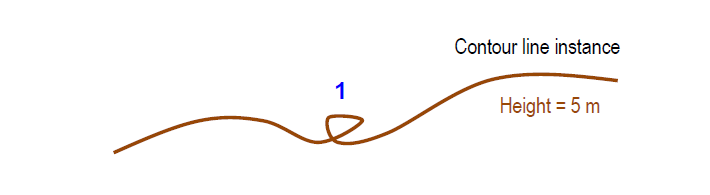 Contour line instance
1
Height = 5 m